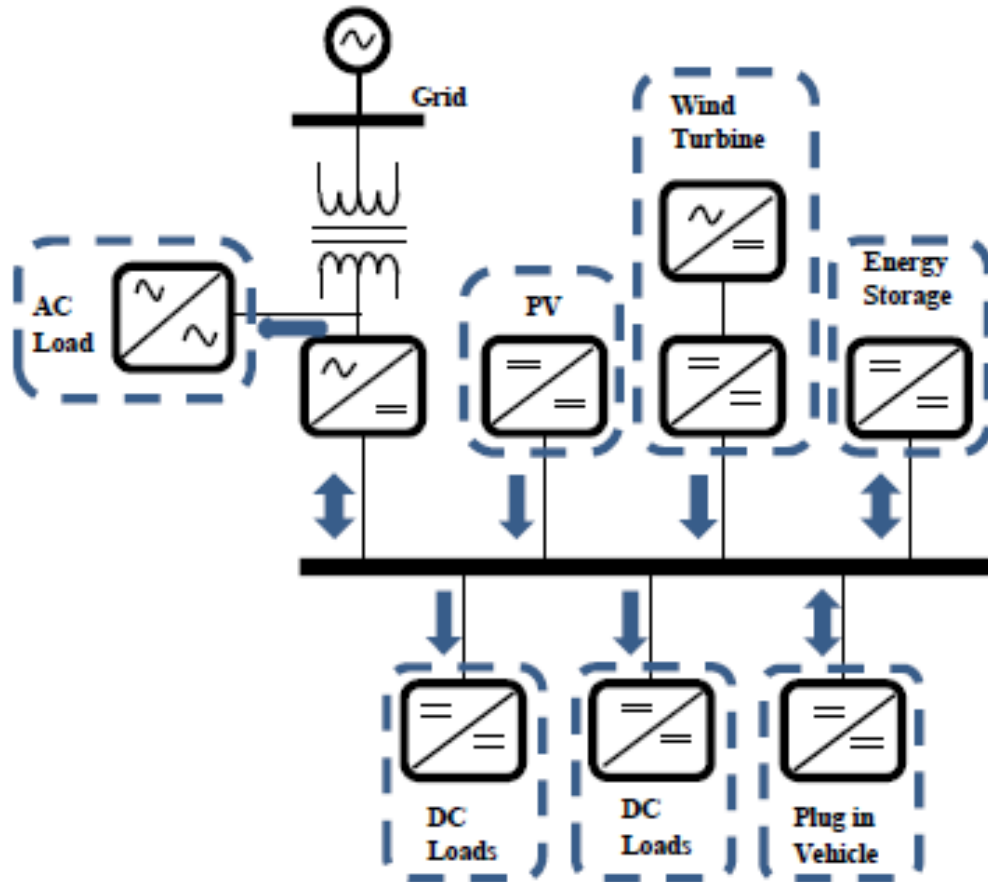 Grid
Wind
Turbine
Energy
Storage
PV
AC
Load
DC
Loads
DC
Loads
Plug in
Vehicle